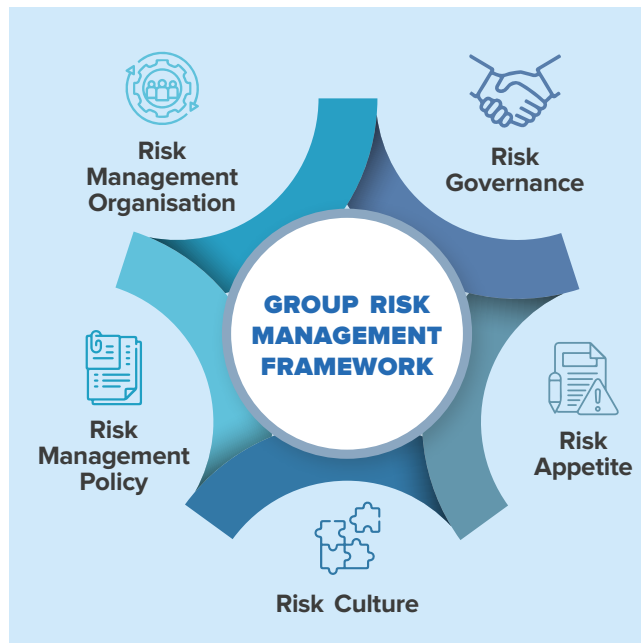 Risk
Management
Organisation
Risk
Governance
GROUP RISK
MANAGEMENT
FRAMEWORK
Risk
Management
Policy
Risk
Appetite
Risk Culture